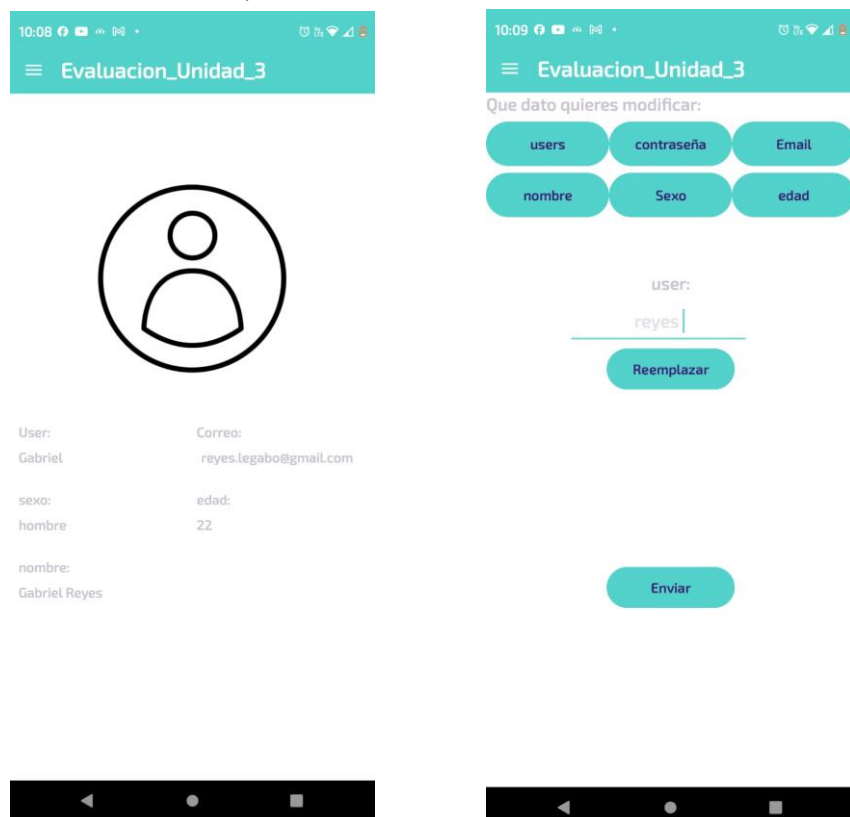 10:08
Evaluacion_Unidad_3
User:
Correo:
Gabriel
reyes.legabo@gmail.com
sexo:
edad:
hombre
22
nombre:
Gabriel Reyes
10:09
Evaluacion_Unidad_3
Que dato quieres modificar:
users
contraseña
Email
nombre
Sexo
edad
user:
reyes
Reemplazar
Enviar